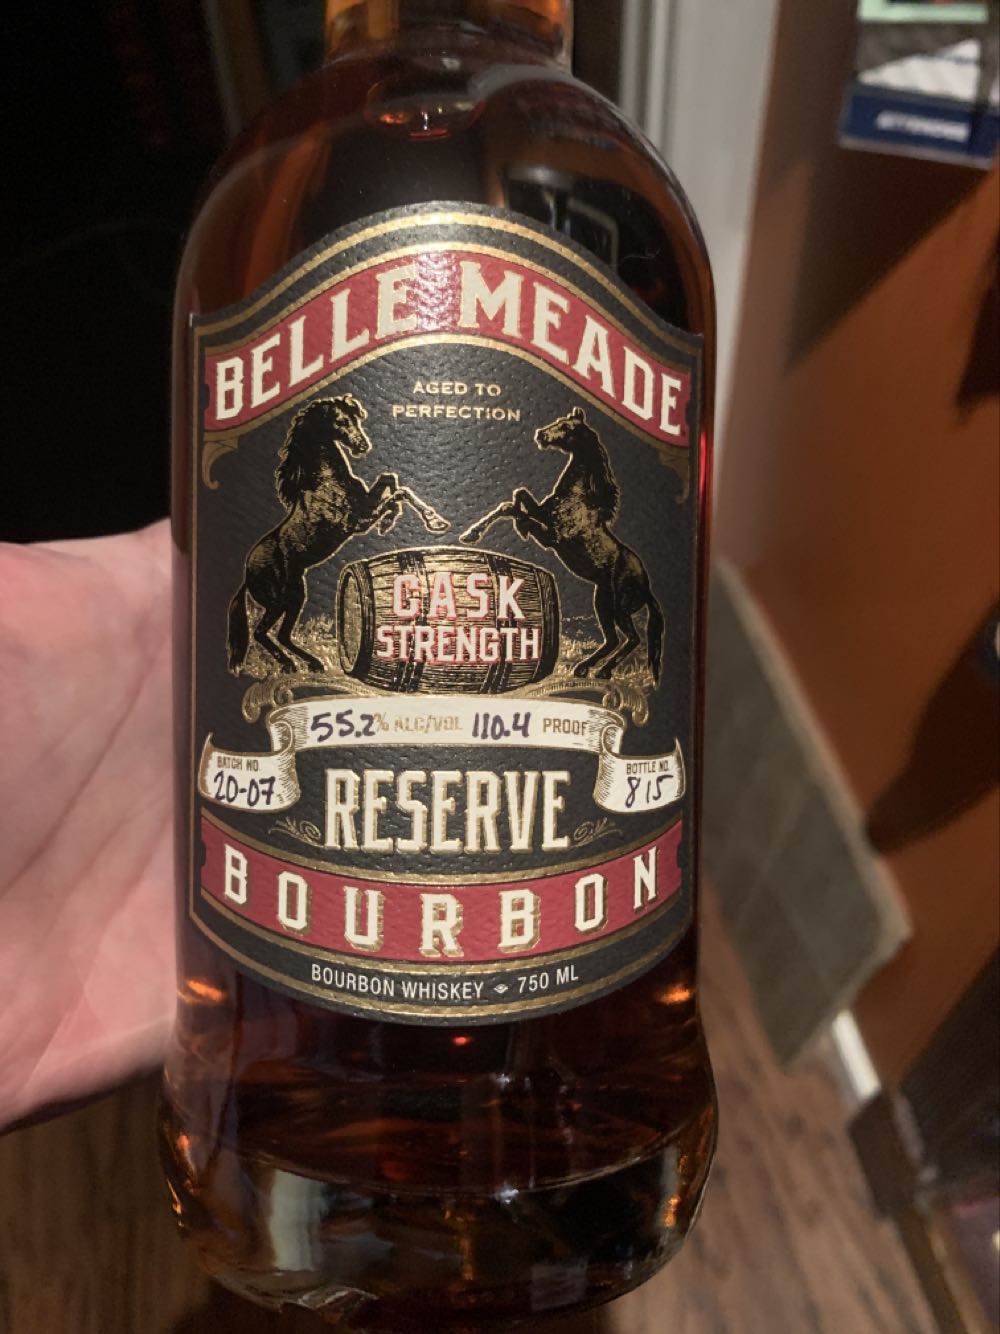 BELLE MEADE
AGED TO
PERFECTION
CASK
STRENGTH
55.2% ALC/VOL 110.4 PROOF
BATCH NO.
20-07
BOTTLE NO.
815
RESERVE
BOURBON
BOURBON WHISKEY 750 ML